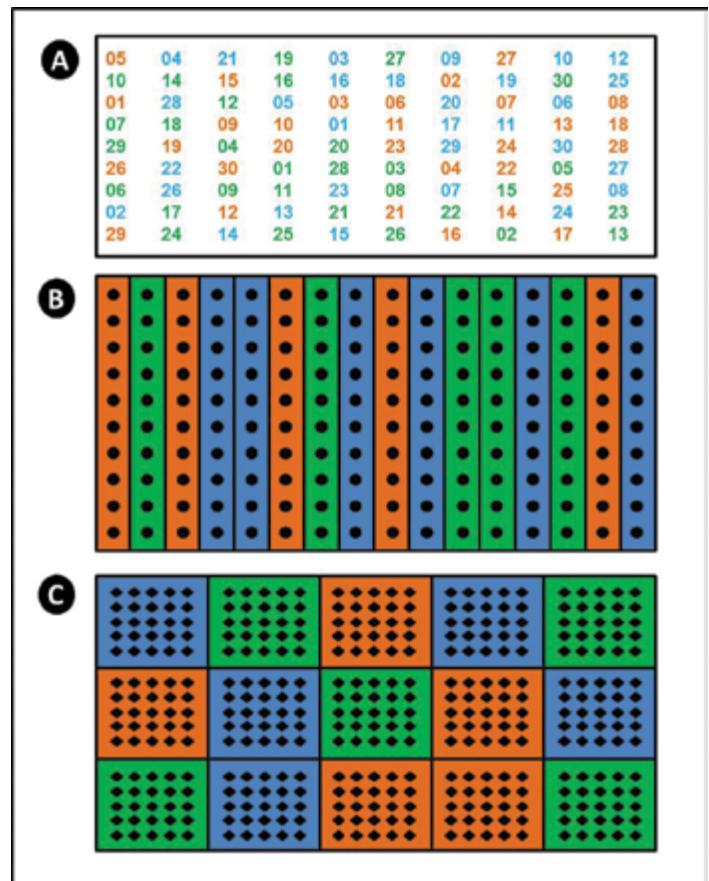 A
05 04 21 19 03 27 09 27 10 12
10 14 15 16 16 18 02 19 30 25
01 28 12 05 03 06 20 07 06 08
07 18 09 10 01 11 17 11 13 18
29 19 04 20 20 23 29 24 30 28
26 22 30 01 28 03 04 22 05 27
06 26 09 11 23 08 07 15 25 08
02 17 12 13 21 21 22 14 24 23
29 24 14 25 15 26 16 02 17 13
B
C